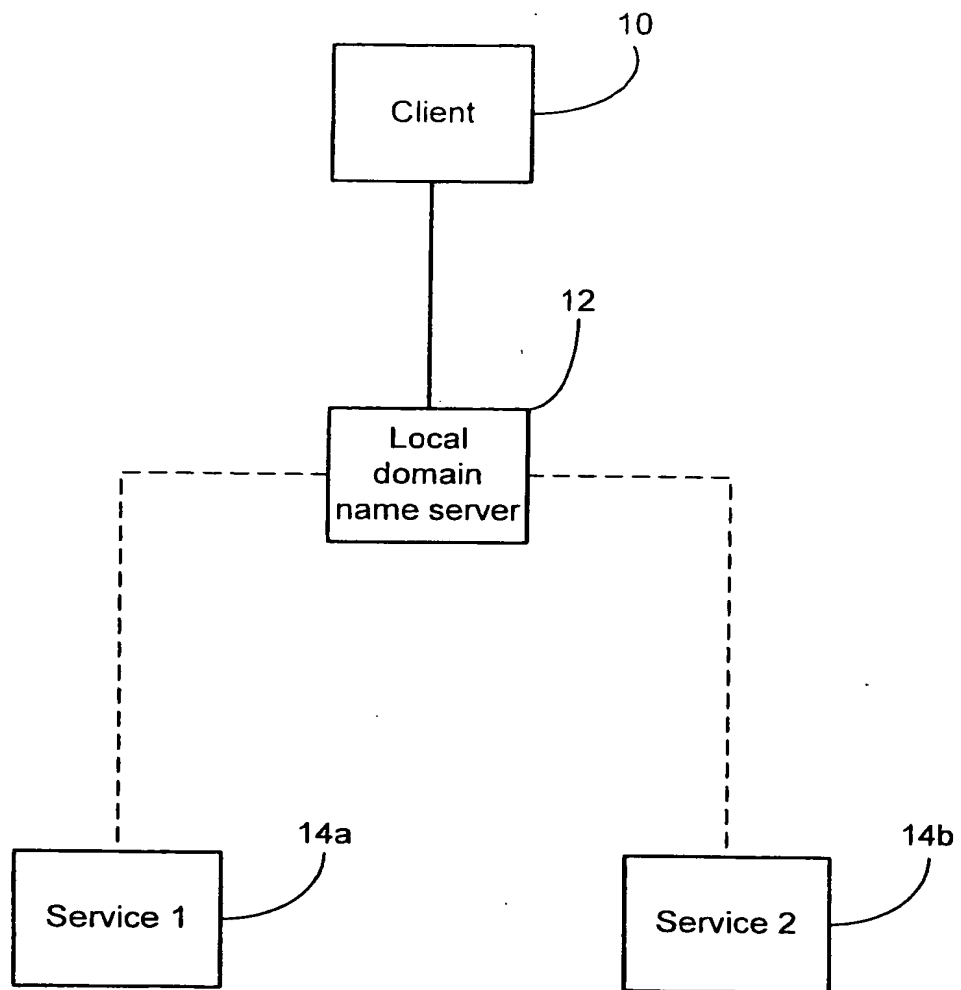 10
Client
12
Local
domain
name server
14a
Service 1
14b
Service 2